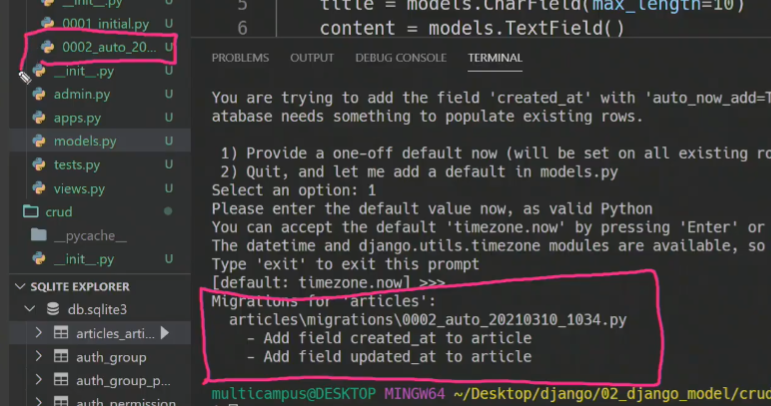 __init__.py
0001_initial.py
0002_auto_20... U
__init__.py U
admin.py U
apps.py U
models.py U
tests.py U
views.py U
crud
__pycache__
__init__.py U
SQLITE EXPLORER
db.sqlite3
articles_arti...
auth_group
auth_group_p...
auth_permission
5 title = models.CharField(max_length=10)
6 content = models.TextField()
PROBLEMS OUTPUT DEBUG CONSOLE TERMINAL
You are trying to add the field 'created_at' with 'auto_now_add=T
atabase needs something to populate existing rows.
1) Provide a one-off default now (will be set on all existing ro
2) Quit, and let me add a default in models.py
Select an option: 1
Please enter the default value now, as valid Python
You can accept the default 'timezone.now' by pressing 'Enter' or
The datetime and django.utils.timezone modules are available, so
Type 'exit' to exit this prompt
[default: timezone.now] >>>
Migrations for 'articles':
articles\migrations\0002_auto_20210310_1034.py
- Add field created_at to article
- Add field updated_at to article
multicampus@DESKTOP MINGW64 ~/Desktop/django/02_django_model/crud